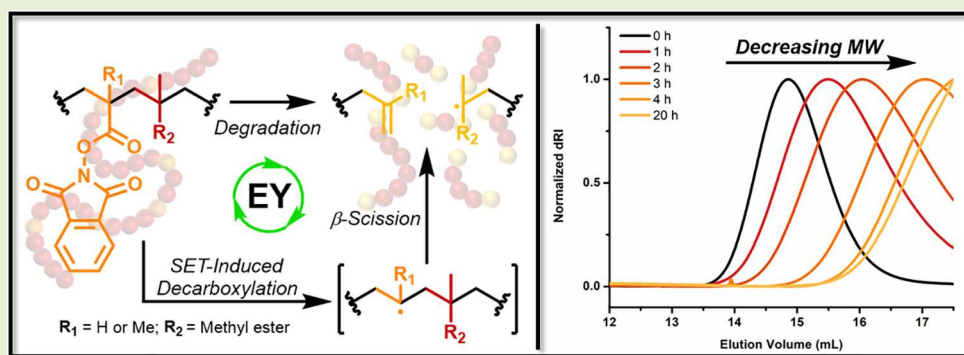 R₁
R₂
O
O
O
N
O
Degradation
EY
R₁
R₂
β-Scission
SET-Induced
Decarboxylation
R₁
R₂
R₁ = H or Me; R₂ = Methyl ester
0 h
1 h
2 h
3 h
4 h
20 h
Decreasing MW
Normalized dRI
1.0
0.5
0.0
12 13 14 15 16 17
Elution Volume (mL)